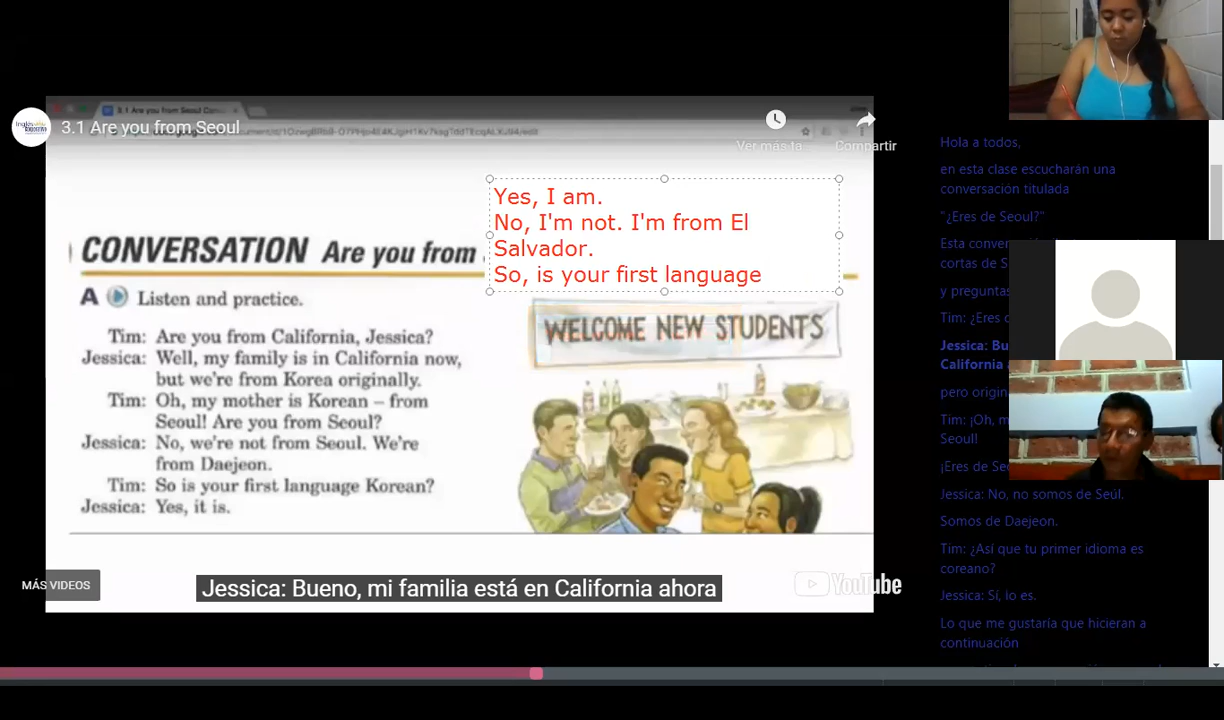 3.1 Are you from Seoul
Ver más ta...
Compartir
Yes, I am.
No, I'm not. I'm from El
Salvador.
So, is your first language
CONVERSATION Are you from
A Listen and practice.
WELCOME NEW STUDENTS
Tim: Are you from California, Jessica?
Jessica: Well, my family is in California now,
but we're from Korea originally.
Tim: Oh, my mother is Korean – from
Seoul! Are you from Seoul?
Jessica: No, we're not from Seoul. We're
from Daejeon.
Tim: So is your first language Korean?
Jessica: Yes, it is.
MÁS VIDEOS
Jessica: Bueno, mi familia está en California ahora
YouTube
Hola a todos,
en esta clase escucharán una
conversación titulada
"¿Eres de Seoul?"
Esta conver
cortas de S
y preguntas
Tim: ¿Eres
Jessica: Bu
California
pero origin
Tim: ¡Oh, m
Seoul!
¡Eres de Se
Jessica: No, no somos de Seúl.
Somos de Daejeon.
Tim: ¿Así que tu primer idioma es
coreano?
Jessica: Sí, lo es.
Lo que me gustaría que hicieran a
continuación